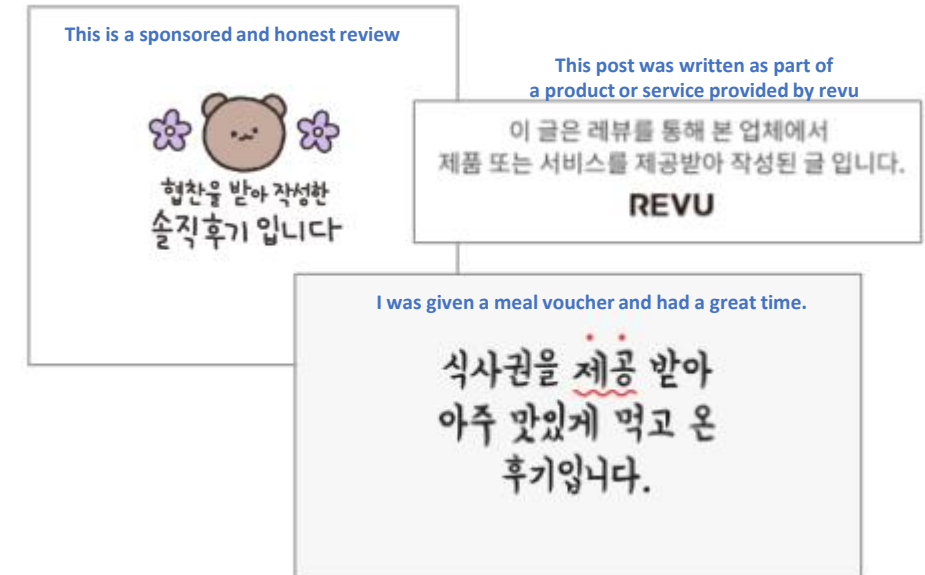 This is a sponsored and honest review
협찬을 받아 작성한
솔직후기 입니다
This post was written as part of
a product or service provided by revu
이 글은 레뷰를 통해 본 업체에서
제품 또는 서비스를 제공받아 작성된 글 입니다.
REVU
I was given a meal voucher and had a great time.
식사권을 제공 받아
아주 맛있게 먹고 온
후기입니다.